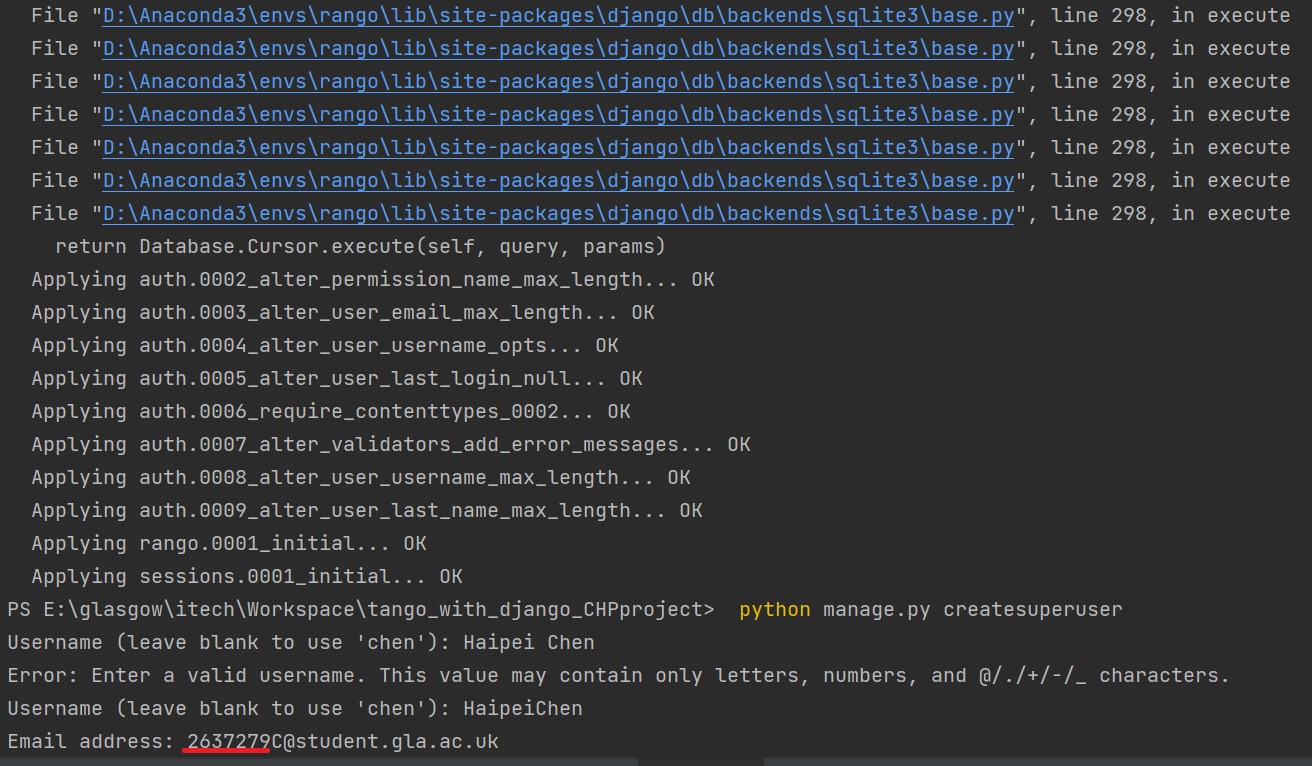 File "D:\Anaconda3\envs\rango\lib\site-packages\django\db\backends\sqlite3\base.py", line 298, in execute
File "D:\Anaconda3\envs\rango\lib\site-packages\django\db\backends\sqlite3\base.py", line 298, in execute
File "D:\Anaconda3\envs\rango\lib\site-packages\django\db\backends\sqlite3\base.py", line 298, in execute
File "D:\Anaconda3\envs\rango\lib\site-packages\django\db\backends\sqlite3\base.py", line 298, in execute
File "D:\Anaconda3\envs\rango\lib\site-packages\django\db\backends\sqlite3\base.py", line 298, in execute
File "D:\Anaconda3\envs\rango\lib\site-packages\django\db\backends\sqlite3\base.py", line 298, in execute
File "D:\Anaconda3\envs\rango\lib\site-packages\django\db\backends\sqlite3\base.py", line 298, in execute
return Database.Cursor.execute(self, query, params)
Applying auth.0002_alter_permission_name_max_length... OK
Applying auth.0003_alter_user_email_max_length... OK
Applying auth.0004_alter_user_username_opts... OK
Applying auth.0005_alter_user_last_login_null... OK
Applying auth.0006_require_contenttypes_0002... OK
Applying auth.0007_alter_validators_add_error_messages... OK
Applying auth.0008_alter_user_username_max_length... OK
Applying auth.0009_alter_user_last_name_max_length... OK
Applying rango.0001_initial... OK
Applying sessions.0001_initial... OK
PS E:\glasgow\itech\Workspace\tango_with_django_CHPproject>  python manage.py createsuperuser
Username (leave blank to use 'chen'): Haipei Chen
Error: Enter a valid username. This value may contain only letters, numbers, and @/./+/-/_ characters.
Username (leave blank to use 'chen'): HaipeiChen
Email address: 2637279C@student.gla.ac.uk